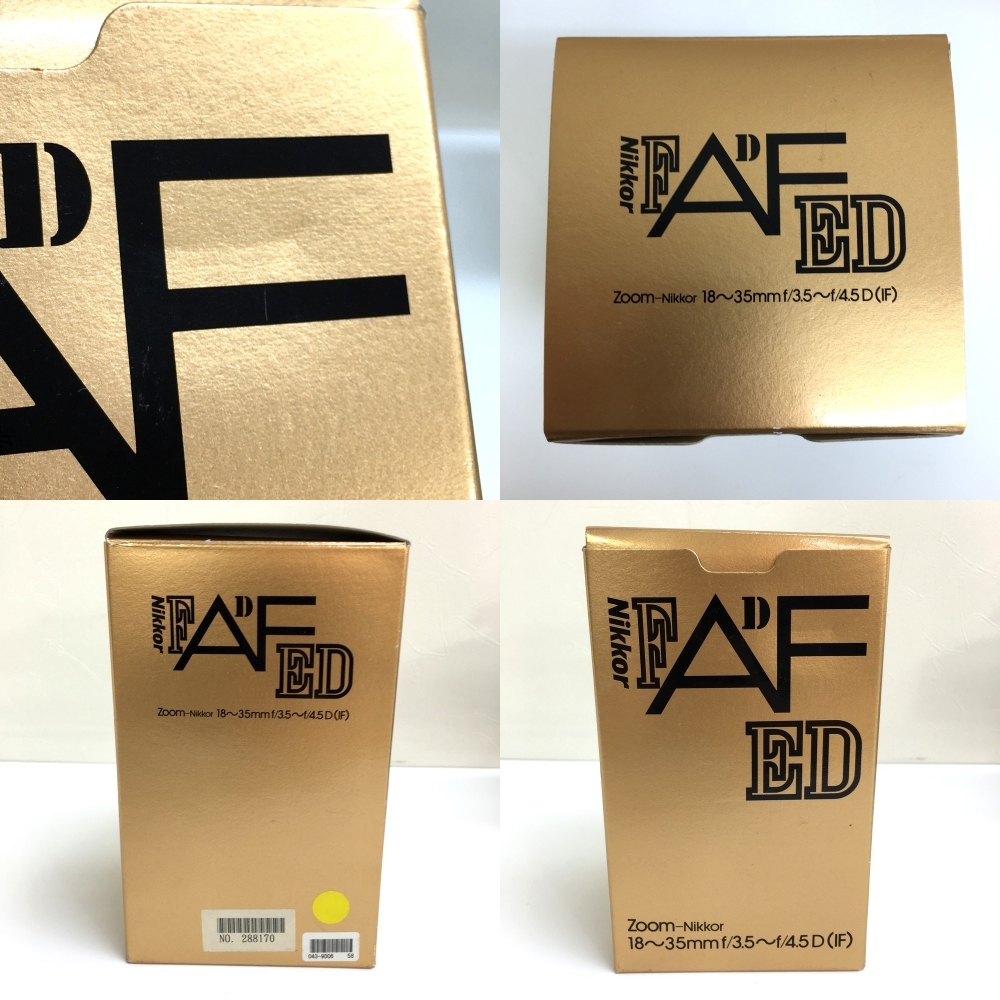 D
AF
Nikkor
F AF D
ED
Zoom-Nikkor 18〜35mm f/3.5〜f/4.5 D (IF)
Nikkor
F AF D
ED
Zoom-Nikkor 18〜35mm f/3.5〜f/4.5 D (IF)
NO. 288170
043-9006 58
Nikkor
F AF D
ED
Zoom-Nikkor
18〜35mm f/3.5〜f/4.5 D (IF)